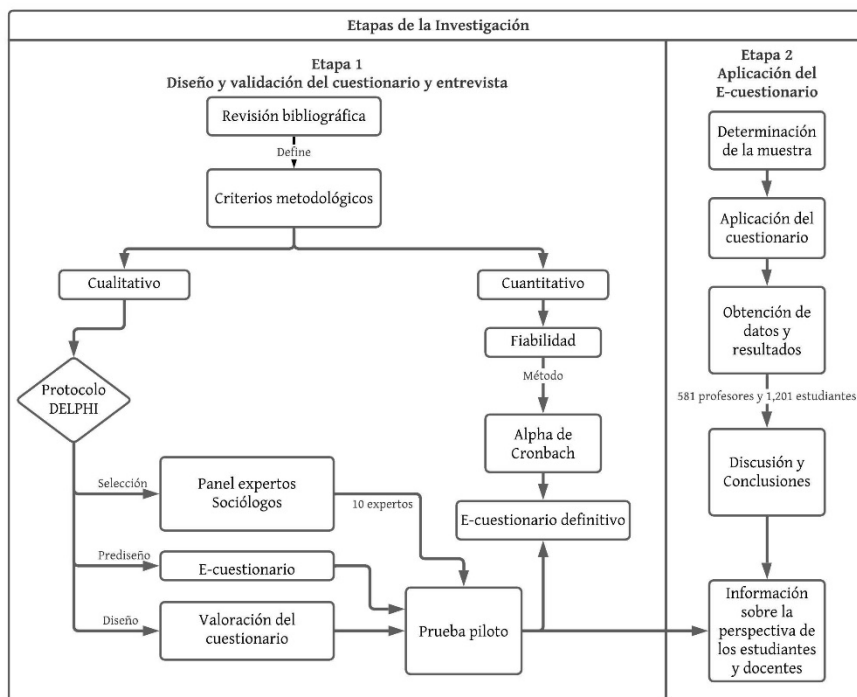 Etapas de la Investigación
Etapa 1
Diseño y validación del cuestionario y entrevista
Revisión bibliográfica
Define
Criterios metodológicos
Cualitativo
Cuantitativo
Protocolo
DELPHI
Fiabilidad
Método
Alpha de
Cronbach
Selección
Panel expertos
Sociólogos
10 expertos
E-cuestionario definitivo
Prediseño
E-cuestionario
Diseño
Valoración del
cuestionario
Prueba piloto
Etapa 2
Aplicación del
E-cuestionario
Determinación
de la muestra
Aplicación del
cuestionario
Obtención de
datos y
resultados
581 profesores y 1,201 estudiantes
Discusión y
Conclusiones
Información
sobre la
perspectiva de
los estudiantes
y docentes